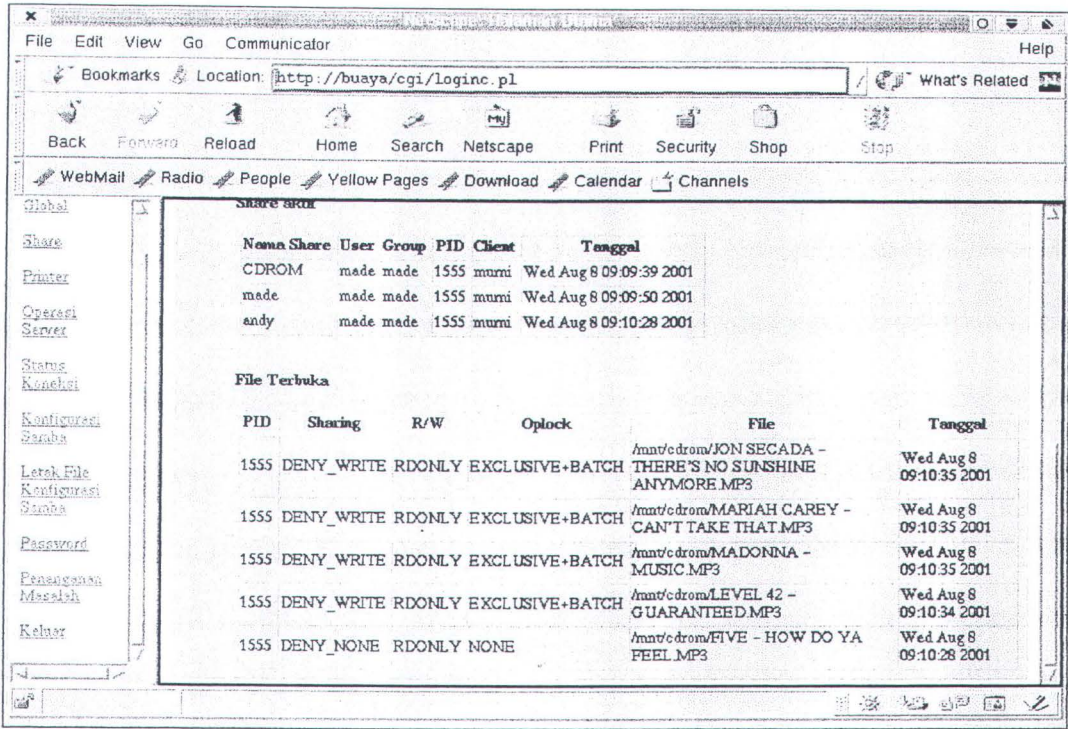 File Edit View Go Communicator Help
Bookmarks Location: http://buaya/cgi/loginc.pl What's Related
Back Forward Reload Home Search Netscape Print Security Shop Stop
My
WebMail Radio People Yellow Pages Download Calendar Channels
Global
Share
Printer
Operasi
Server
Status
Koneksi
Konfigurasi
Samba
Letak File
Konfigurasi
Samba
Password
Penanganan
Masalah
Keluar
Share aktif
Nama Share User Group PID Client Tanggal
CDROM made made 1555 murni Wed Aug 8 09:09:39 2001
made made made 1555 murni Wed Aug 8 09:09:50 2001
andy made made 1555 murni Wed Aug 8 09:10:28 2001
File Terbuka
PID Sharing R/W Oplock File Tanggal
1555 DENY_WRITE RDONLY EXCLUSIVE+BATCH /mnt/cdrom/JON SECADA - THERE'S NO SUNSHINE ANYMORE.MP3 Wed Aug 8 09:10:35 2001
1555 DENY_WRITE RDONLY EXCLUSIVE+BATCH /mnt/cdrom/MARIAH CAREY - CAN'T TAKE THAT.MP3 Wed Aug 8 09:10:35 2001
1555 DENY_WRITE RDONLY EXCLUSIVE+BATCH /mnt/cdrom/MADONNA - MUSIC.MP3 Wed Aug 8 09:10:35 2001
1555 DENY_WRITE RDONLY EXCLUSIVE+BATCH /mnt/cdrom/LEVEL 42 - GUARANTEED.MP3 Wed Aug 8 09:10:34 2001
1555 DENY_NONE RDONLY NONE /mnt/cdrom/FIVE - HOW DO YA FEEL.MP3 Wed Aug 8 09:10:28 2001